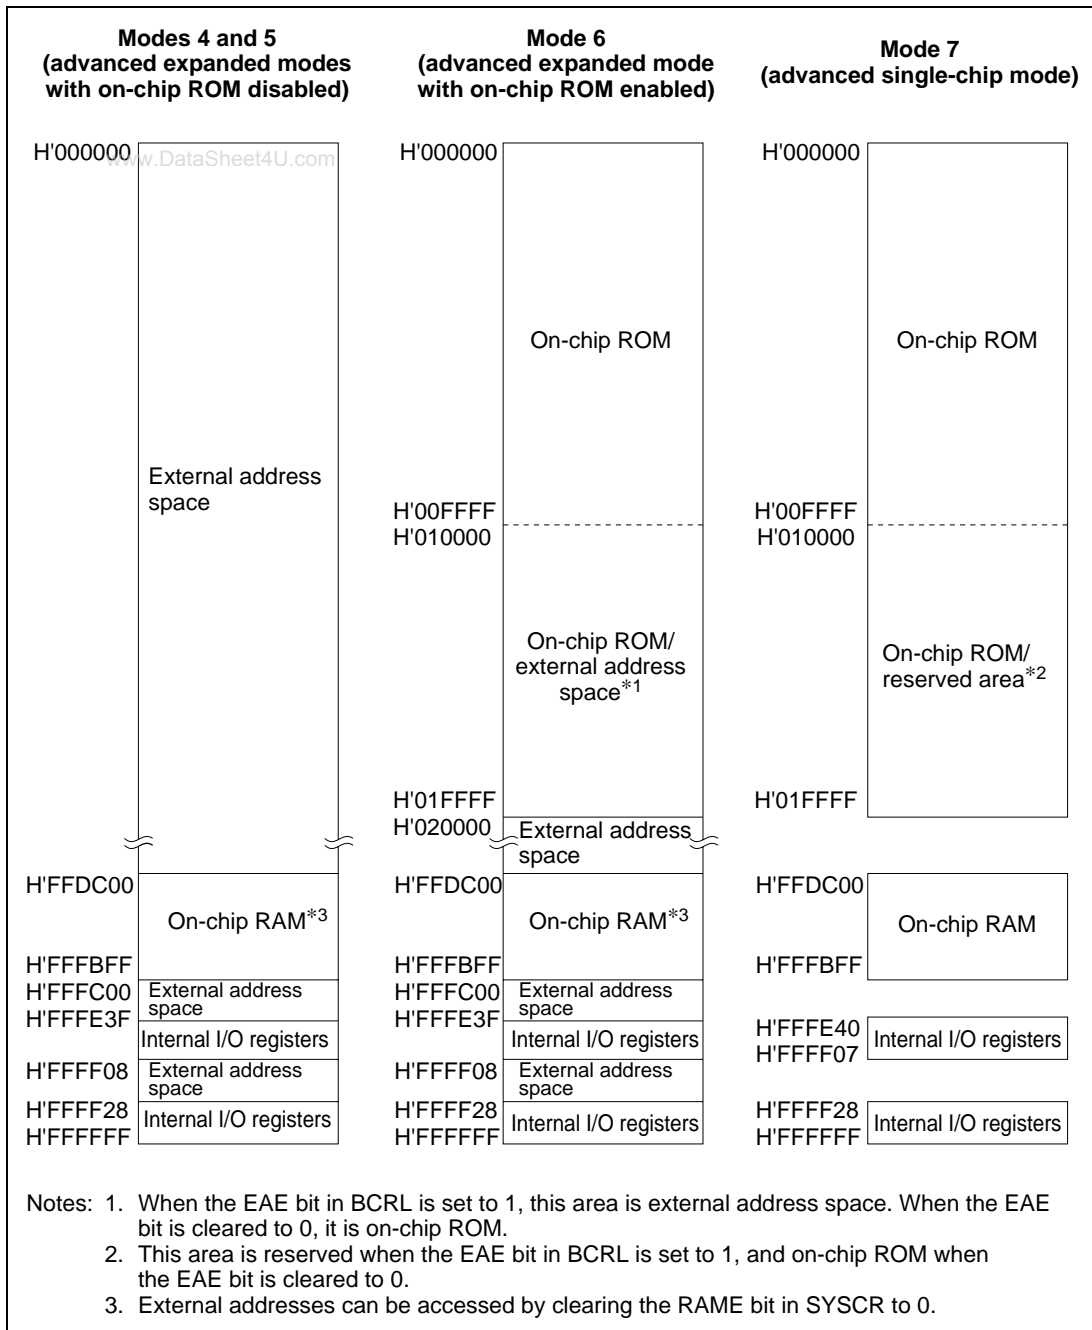 Modes 4 and 5
(advanced expanded modes
with on-chip ROM disabled)
H'000000
www.DataSheet4U.com
External address
space
H'FFDC00
On-chip RAM*3
H'FFFBFF
H'FFFC00
External address
space
H'FFFE3F
Internal I/O registers
H'FFFF08
External address
space
H'FFFF28
Internal I/O registers
H'FFFFFF
Mode 6
(advanced expanded mode
with on-chip ROM enabled)
H'000000
On-chip ROM
H'00FFFF
H'010000
On-chip ROM/
external address
space*1
H'01FFFF
H'020000
External address
space
H'FFDC00
On-chip RAM*3
H'FFFBFF
H'FFFC00
External address
space
H'FFFE3F
Internal I/O registers
H'FFFF08
External address
space
H'FFFF28
Internal I/O registers
H'FFFFFF
Mode 7
(advanced single-chip mode)
H'000000
On-chip ROM
H'00FFFF
H'010000
On-chip ROM/
reserved area*2
H'01FFFF
H'FFDC00
On-chip RAM
H'FFFBFF
H'FFFE40
Internal I/O registers
H'FFFF07
H'FFFF28
Internal I/O registers
H'FFFFFF
Notes: 1. When the EAE bit in BCRL is set to 1, this area is external address space. When the EAE
bit is cleared to 0, it is on-chip ROM.
2. This area is reserved when the EAE bit in BCRL is set to 1, and on-chip ROM when
the EAE bit is cleared to 0.
3. External addresses can be accessed by clearing the RAME bit in SYSCR to 0.